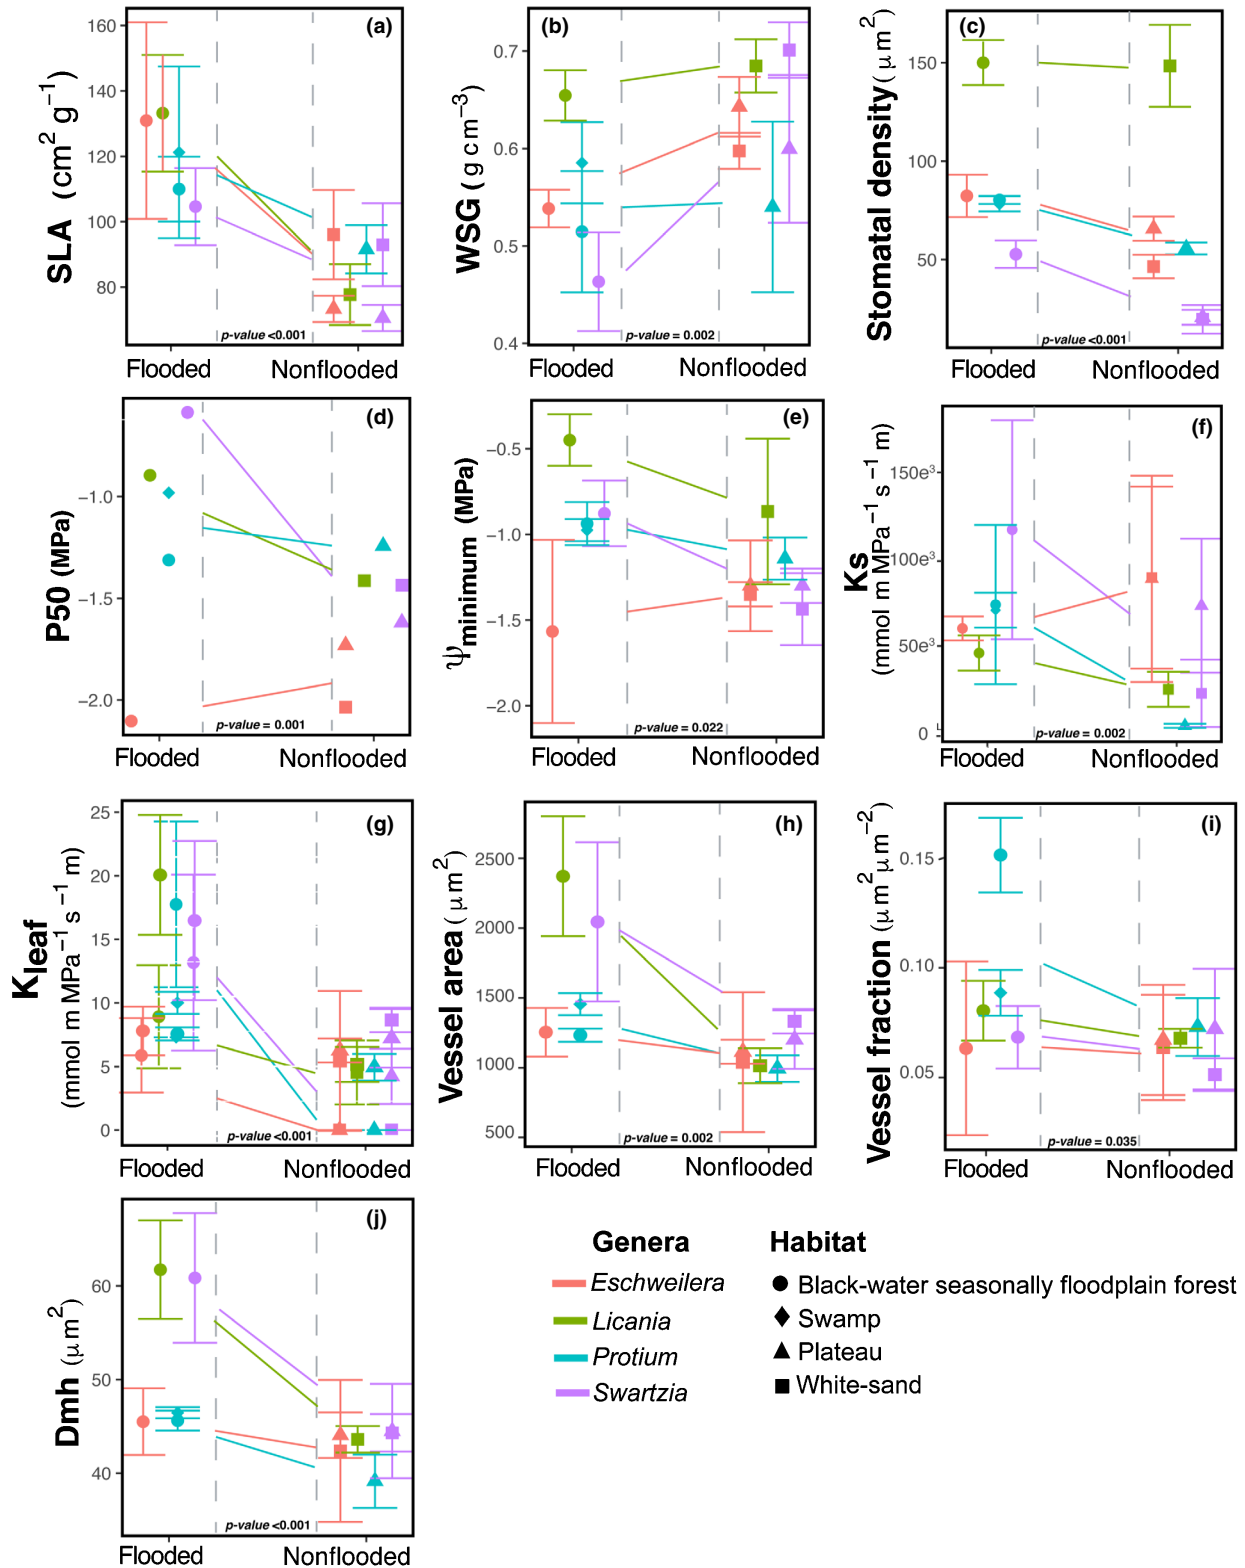 (a)
SLA (cm² g⁻¹)
160
140
120
100
80
p-value <0.001
Flooded Nonflooded
(b)
WSG (g cm⁻³)
0.7
0.6
0.5
0.4
p-value = 0.002
Flooded Nonflooded
(c)
Stomatal density (μm²)
150
100
50
p-value <0.001
Flooded Nonflooded
(d)
P50 (MPa)
−1.0
−1.5
−2.0
p-value = 0.001
Flooded Nonflooded
(e)
Ψminimum (MPa)
−0.5
−1.0
−1.5
−2.0
p-value = 0.022
Flooded Nonflooded
(f)
Ks
(mmol m MPa⁻¹ s⁻¹ m)
150e³
100e³
50e³
0
p-value = 0.002
Flooded Nonflooded
(g)
Kleaf
(mmol m MPa⁻¹ s⁻¹ m)
25
20
15
10
5
0
p-value <0.001
Flooded Nonflooded
(h)
Vessel area (μm²)
2500
2000
1500
1000
500
p-value = 0.002
Flooded Nonflooded
(i)
Vessel fraction (μm² μm⁻²)
0.15
0.10
0.05
p-value = 0.035
Flooded Nonflooded
(j)
Dmh (μm²)
60
50
40
p-value <0.001
Flooded Nonflooded
Genera
Eschweilera
Licania
Protium
Swartzia
Habitat
Black-water seasonally floodplain forest
Swamp
Plateau
White-sand